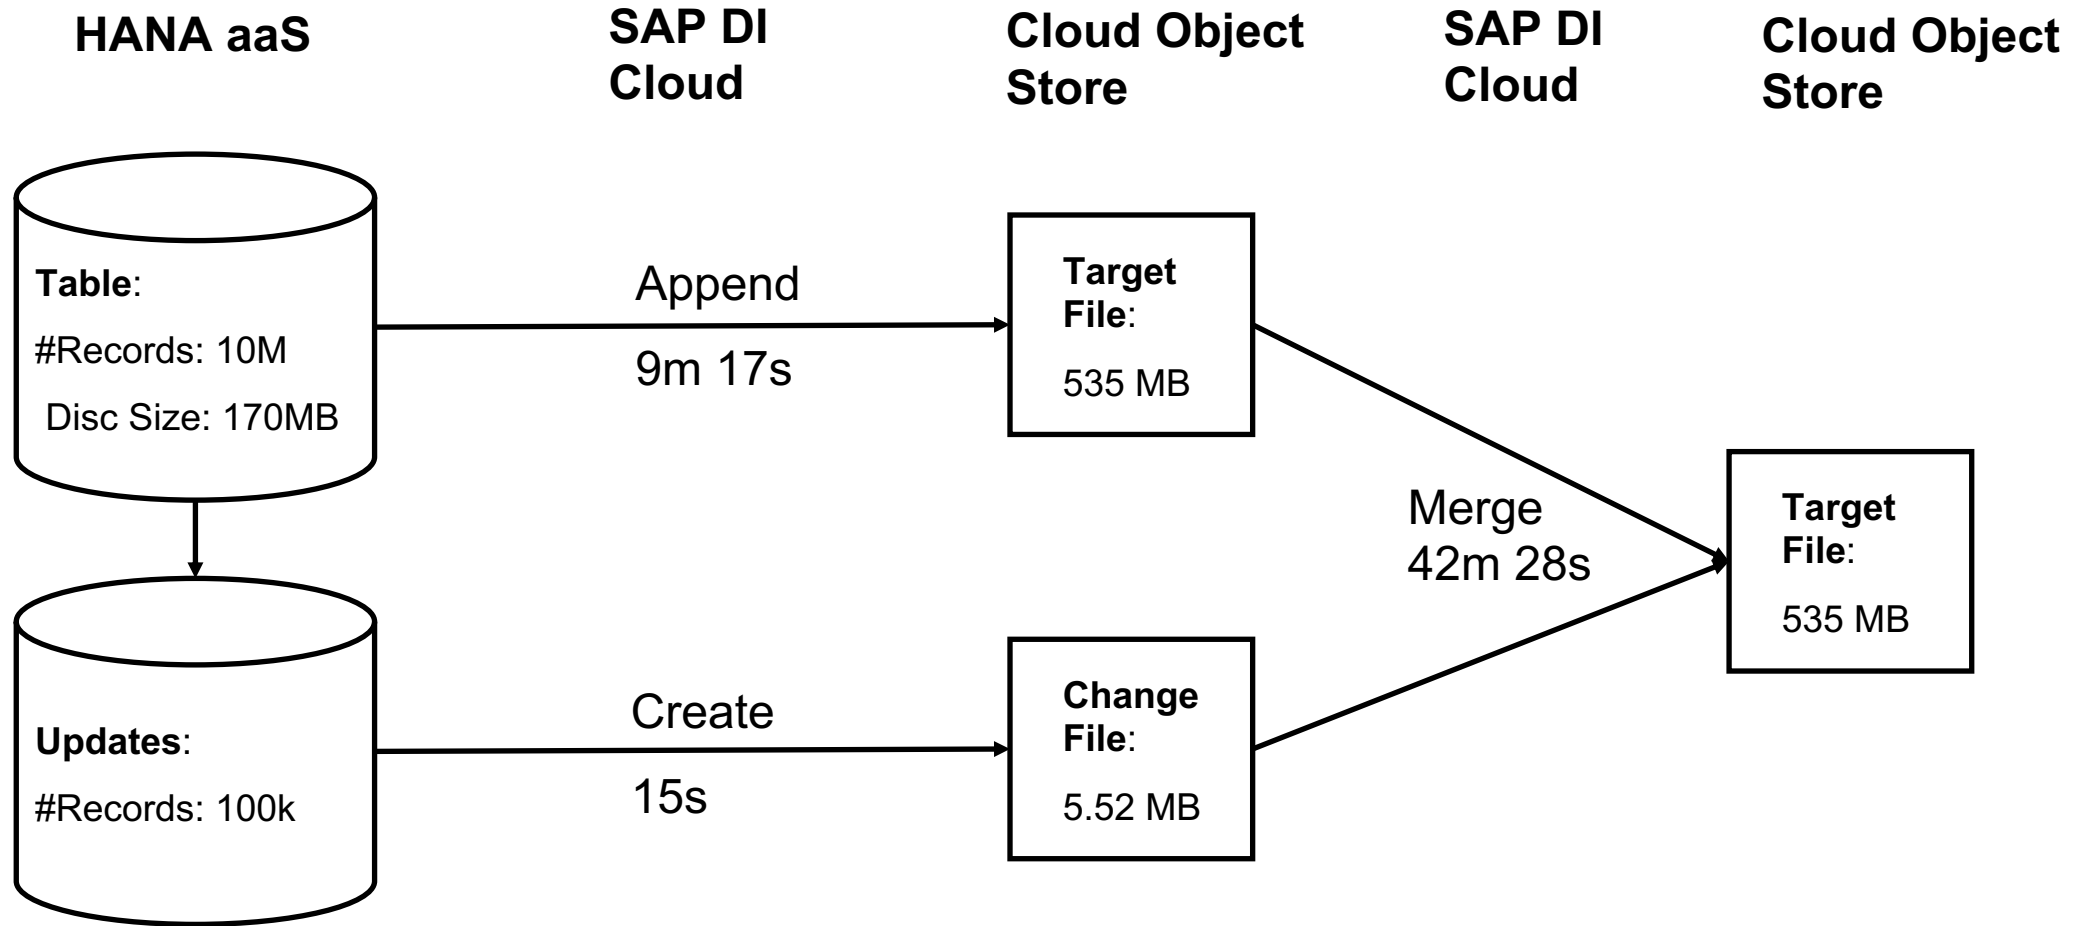 HANA aaS
SAP DI
Cloud
Cloud Object
Store
SAP DI
Cloud
Cloud Object
Store
Table:
#Records: 10M
Disc Size: 170MB
Append
9m 17s
Target
File:
535 MB
Merge
42m 28s
Target
File:
535 MB
Updates:
#Records: 100k
Create
15s
Change
File:
5.52 MB